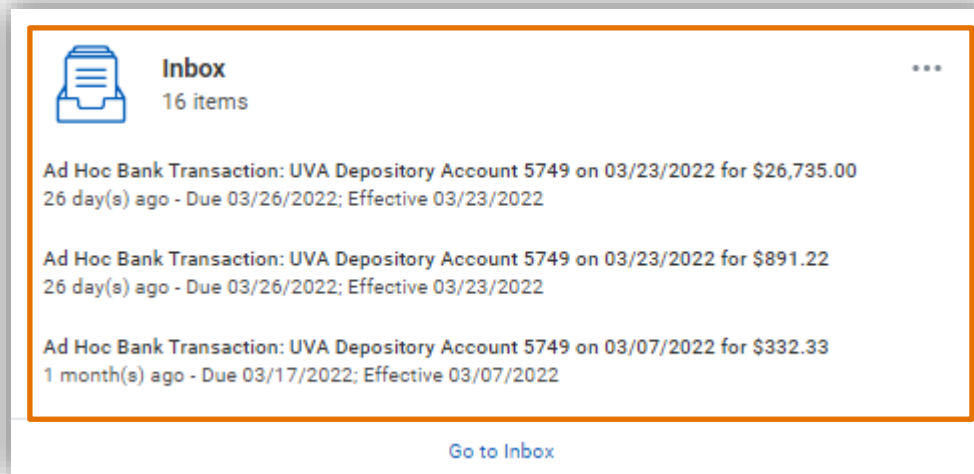 Inbox
16 items
Ad Hoc Bank Transaction: UVA Depository Account 5749 on 03/23/2022 for $26,735.00
26 day(s) ago - Due 03/26/2022; Effective 03/23/2022
Ad Hoc Bank Transaction: UVA Depository Account 5749 on 03/23/2022 for $891.22
26 day(s) ago - Due 03/26/2022; Effective 03/23/2022
Ad Hoc Bank Transaction: UVA Depository Account 5749 on 03/07/2022 for $332.33
1 month(s) ago - Due 03/17/2022; Effective 03/07/2022
Go to Inbox